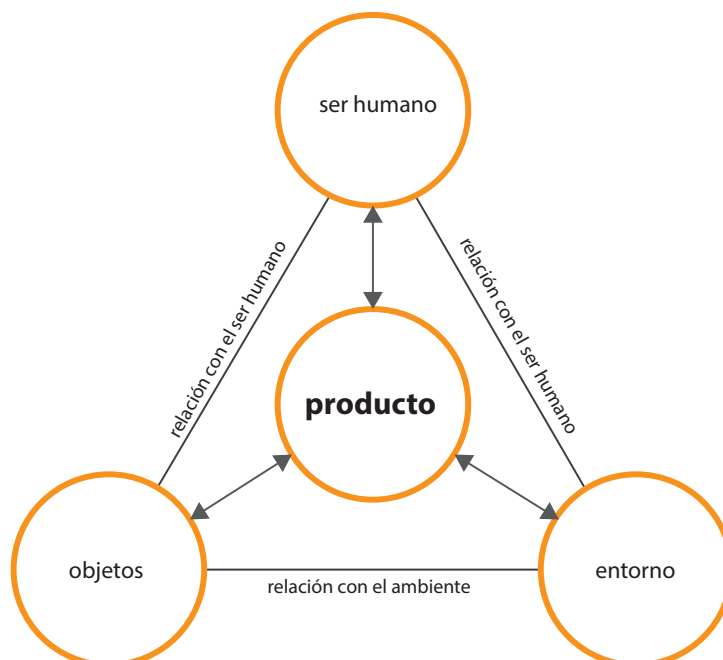 ser humano
relación con el ser humano
relación con el ser humano
producto
objetos
entorno
relación con el ambiente